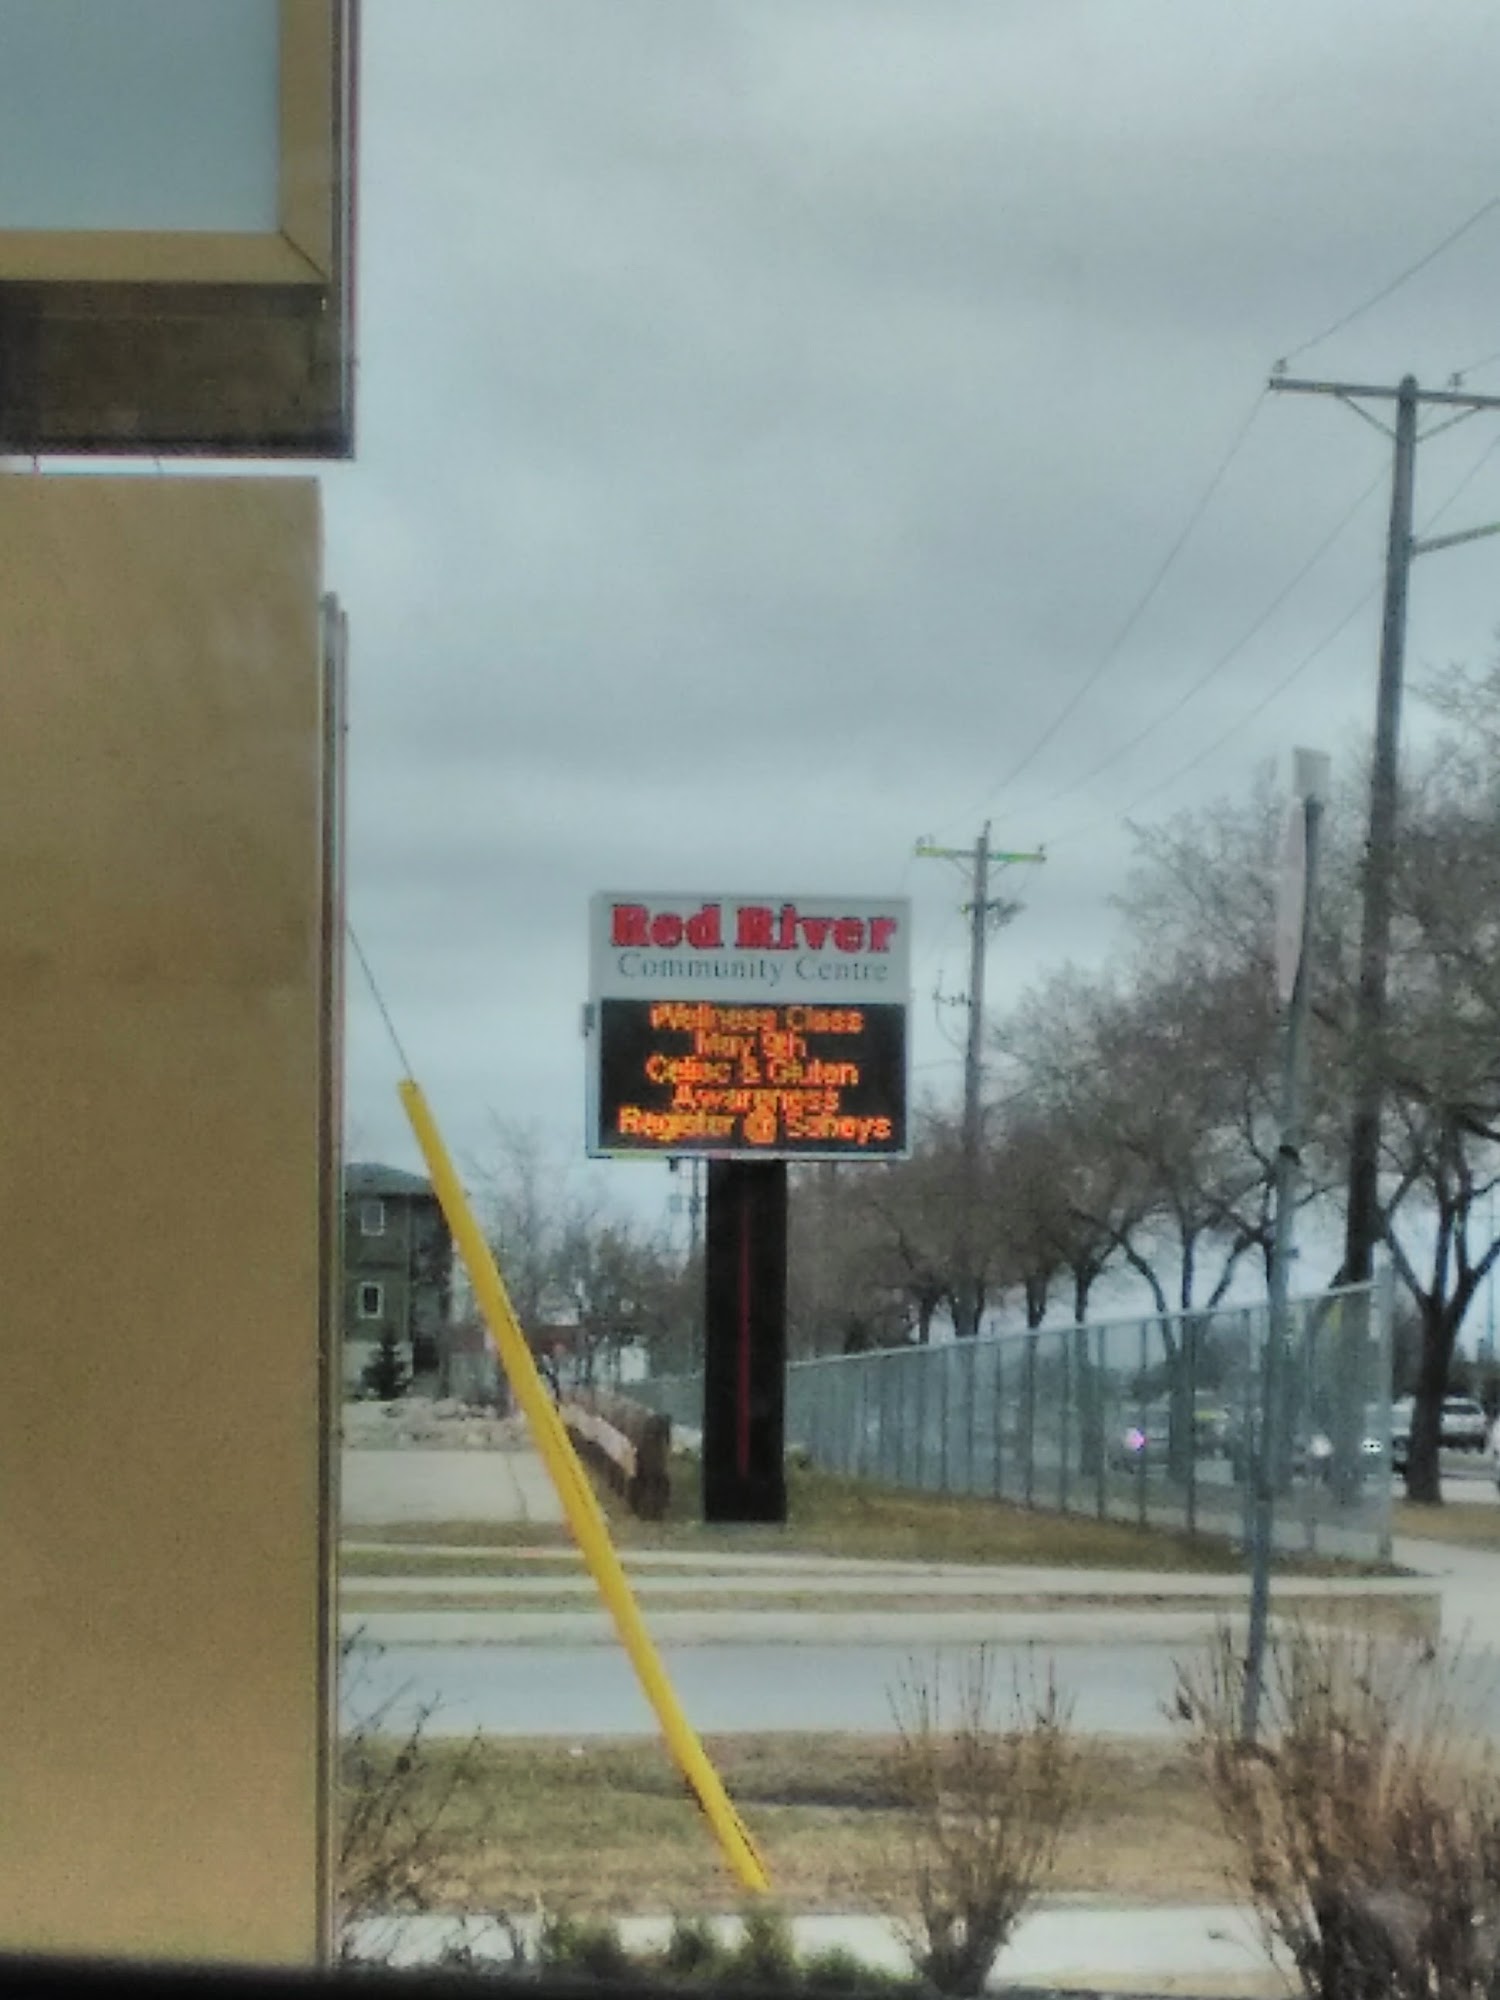 Red River
Community Centre
Wellness Class
May 9th
Celiac & Gluten
Awareness
Register @ Sobeys